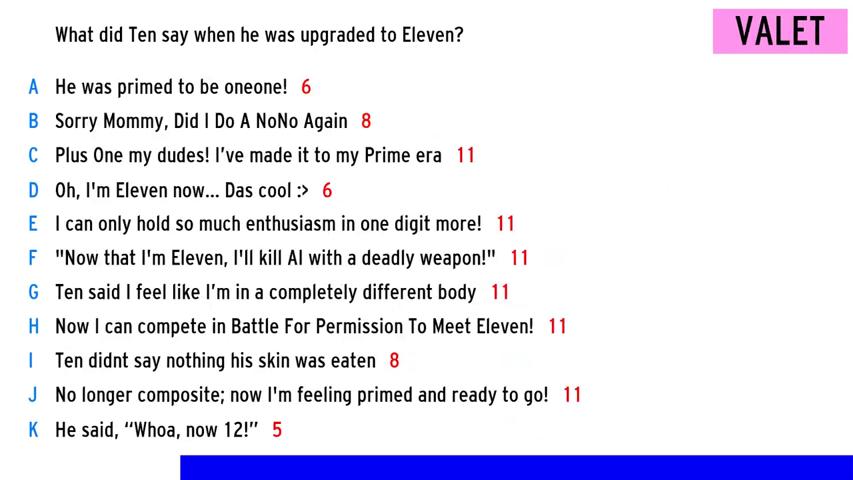 What did Ten say when he was upgraded to Eleven?
VALET
A He was primed to be oneone! 6
B Sorry Mommy, Did I Do A NoNo Again 8
C Plus One my dudes! I've made it to my Prime era 11
D Oh, I'm Eleven now... Das cool :> 6
E I can only hold so much enthusiasm in one digit more! 11
F "Now that I'm Eleven, I'll kill AI with a deadly weapon!" 11
G Ten said I feel like I'm in a completely different body 11
H Now I can compete in Battle For Permission To Meet Eleven! 11
I Ten didnt say nothing his skin was eaten 8
J No longer composite; now I'm feeling primed and ready to go! 11
K He said, “Whoa, now 12!” 5